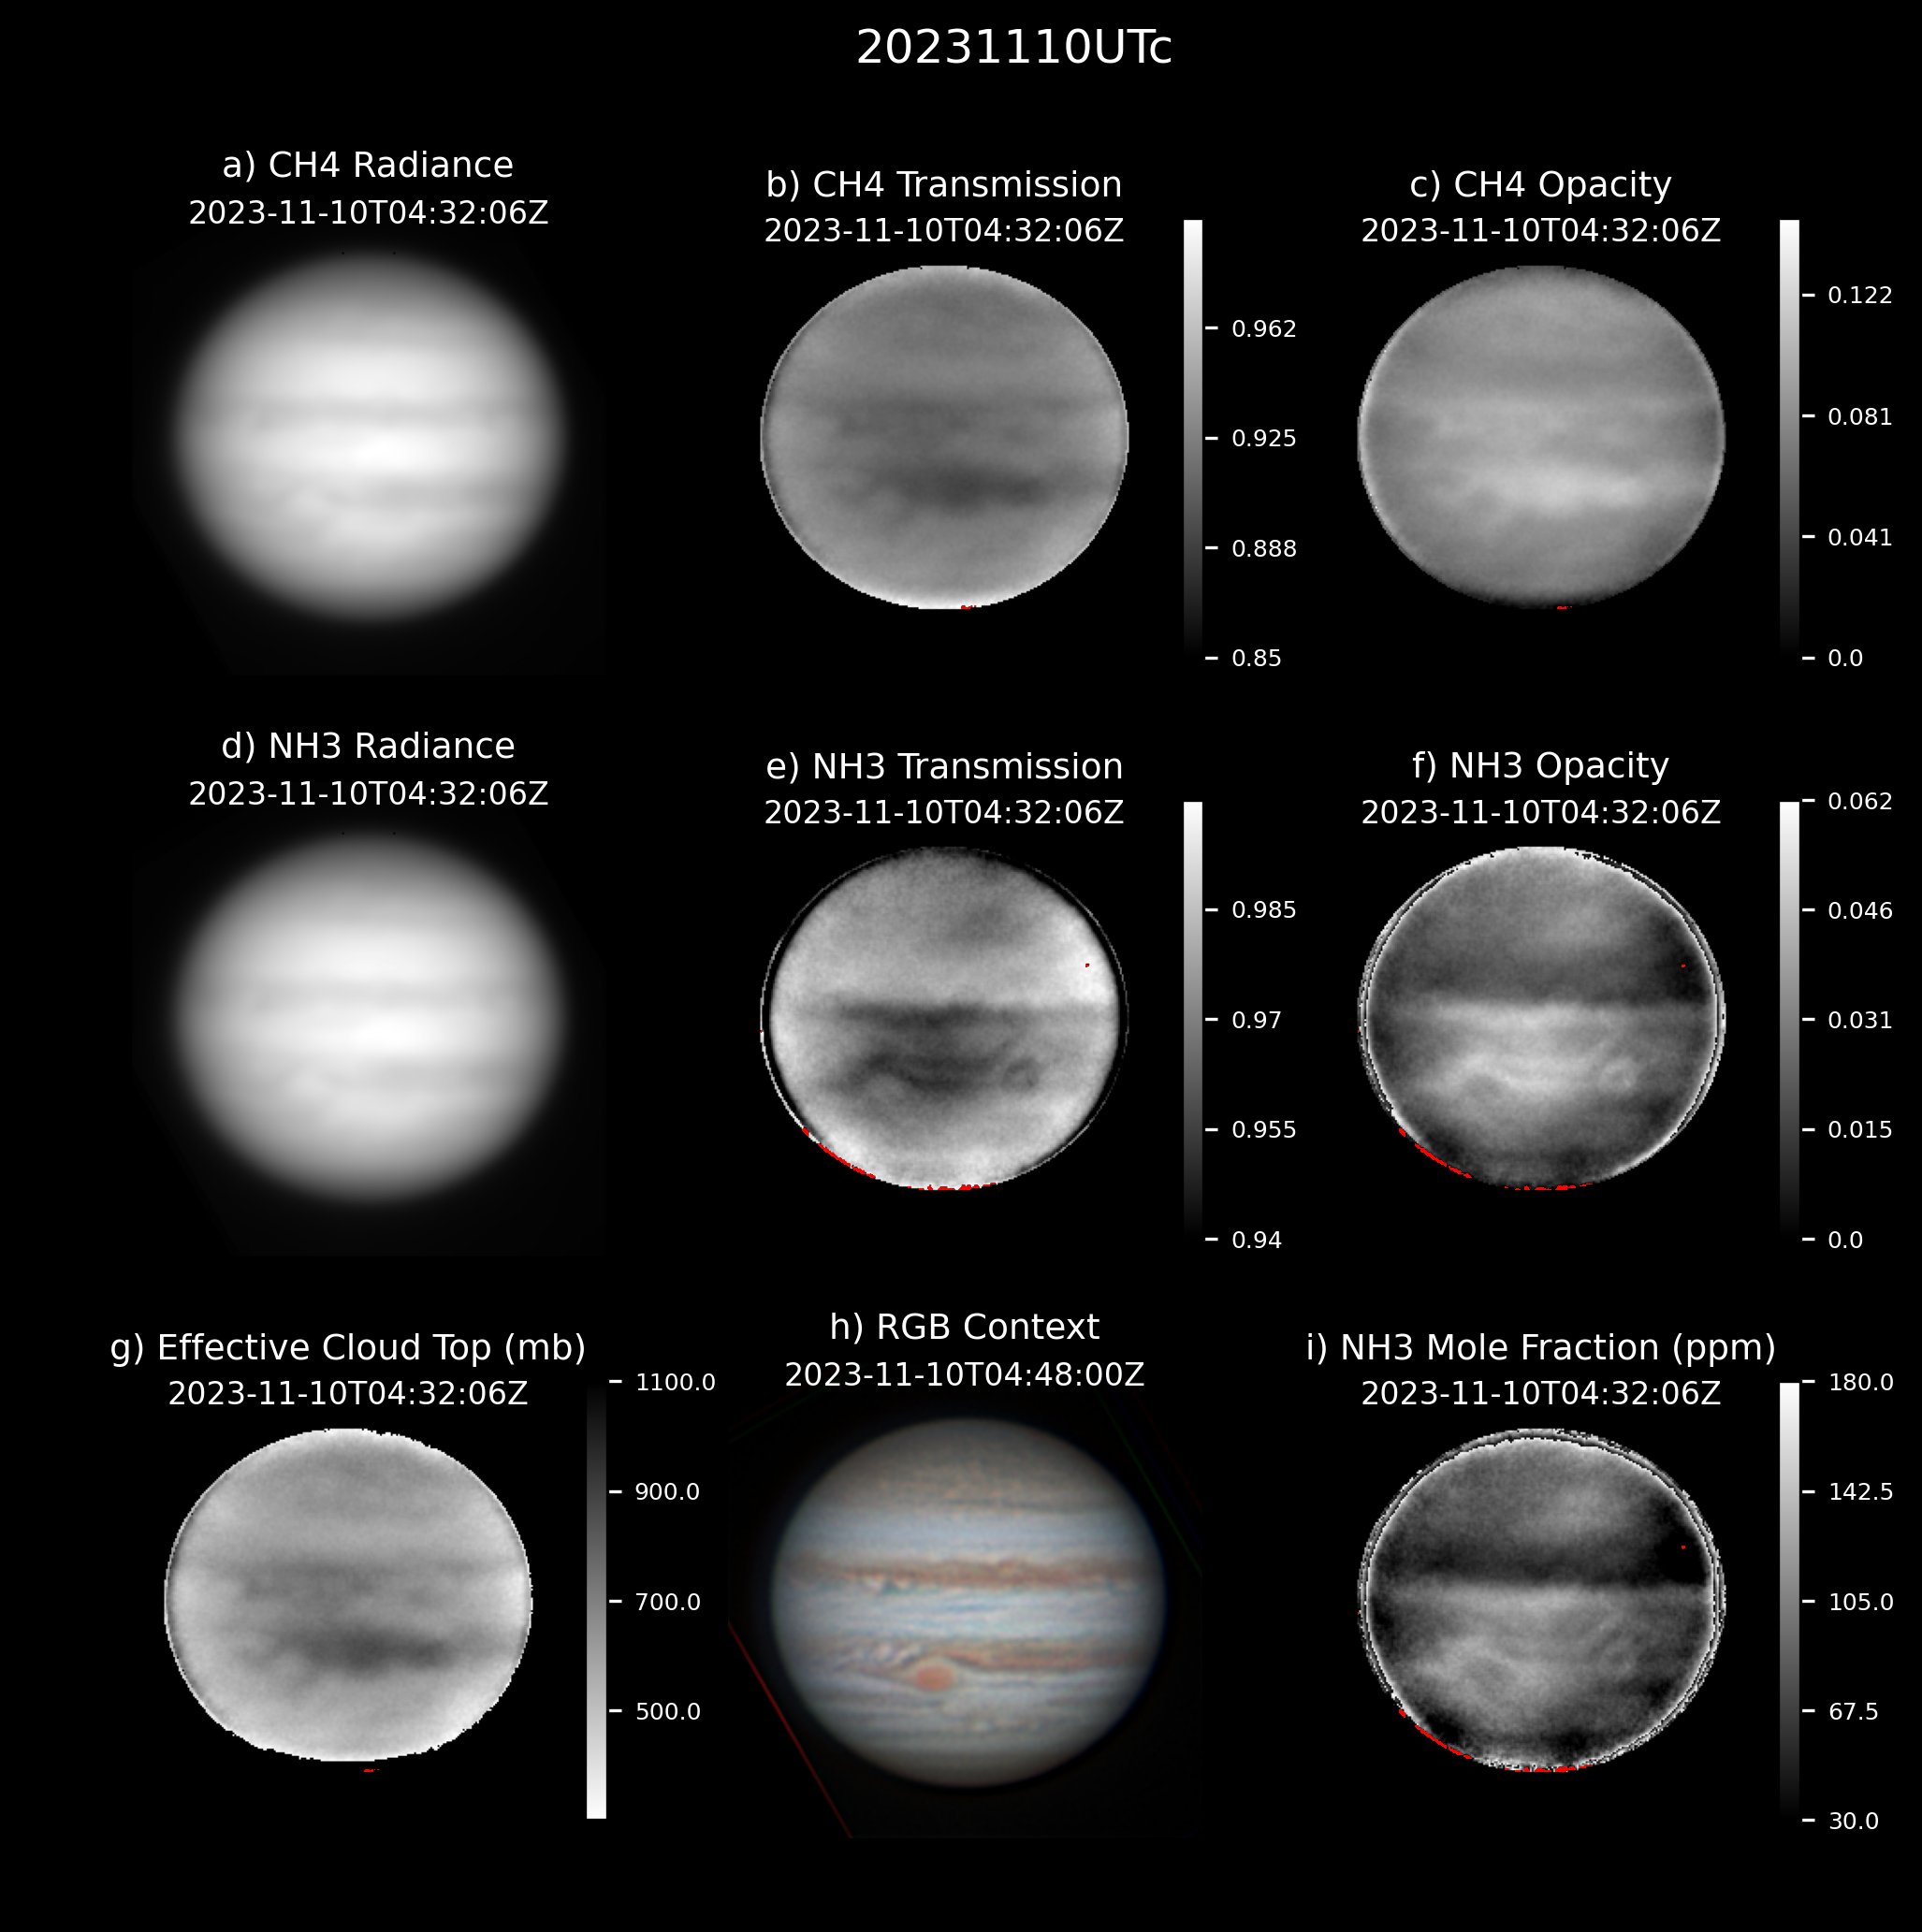 20231110UTc
a) CH4 Radiance
2023-11-10T04:32:06Z
b) CH4 Transmission
2023-11-10T04:32:06Z
0.962
0.925
0.888
0.85
c) CH4 Opacity
2023-11-10T04:32:06Z
0.122
0.081
0.041
0.0
d) NH3 Radiance
2023-11-10T04:32:06Z
e) NH3 Transmission
2023-11-10T04:32:06Z
0.985
0.97
0.955
0.94
f) NH3 Opacity
2023-11-10T04:32:06Z
0.062
0.046
0.031
0.015
0.0
g) Effective Cloud Top (mb)
2023-11-10T04:32:06Z
1100.0
900.0
700.0
500.0
h) RGB Context
2023-11-10T04:48:00Z
i) NH3 Mole Fraction (ppm)
2023-11-10T04:32:06Z
180.0
142.5
105.0
67.5
30.0